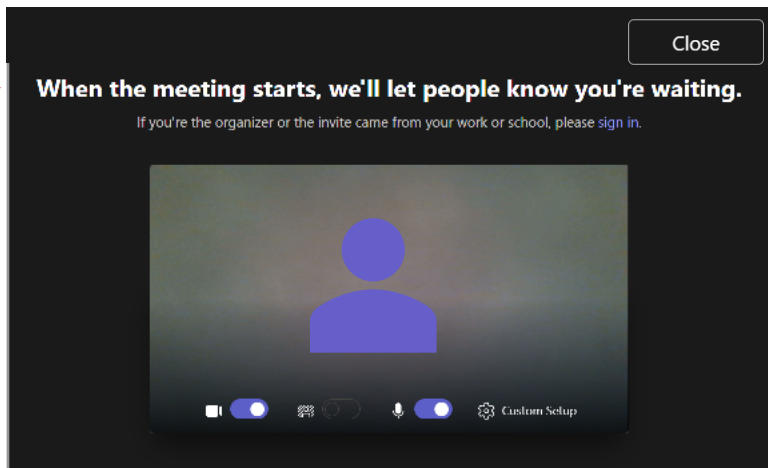 Close
When the meeting starts, we'll let people know you're waiting.
If you're the organizer or the invite came from your work or school, please sign in.
Custom Setup